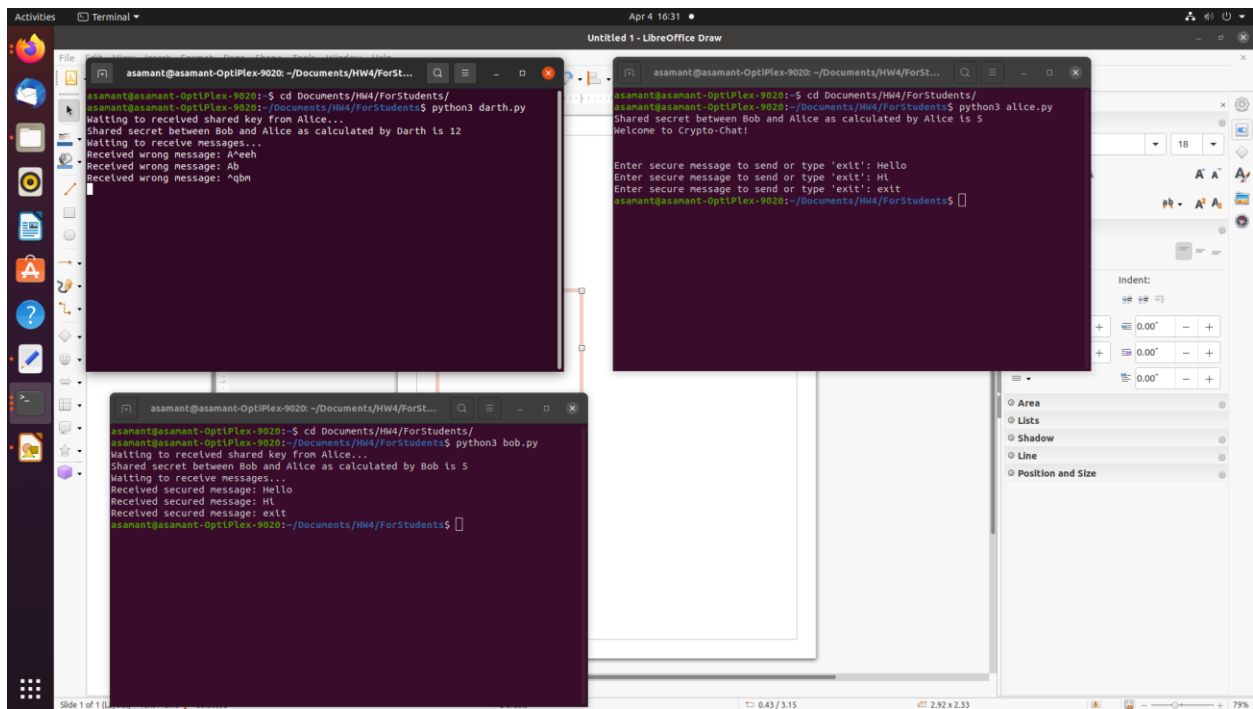 Activities
Terminal
Apr 4 16:31
Untitled 1 - LibreOffice Draw
File
asamant@asamant-OptiPlex-9020: ~/Documents/HW4/ForSt...
asamant@asamant-OptiPlex-9020:~$ cd Documents/HW4/ForStudents/
asamant@asamant-OptiPlex-9020:~/Documents/HW4/ForStudents$ python3 darth.py
Waiting to received shared key from Alice...
Shared secret between Bob and Alice as calculated by Darth is 12
Waiting to receive messages...
Received wrong message: A^eeh
Received wrong message: Ab
Received wrong message: ^qbm
asamant@asamant-OptiPlex-9020: ~/Documents/HW4/ForSt...
asamant@asamant-OptiPlex-9020:~$ cd Documents/HW4/ForStudents/
asamant@asamant-OptiPlex-9020:~/Documents/HW4/ForStudents$ python3 alice.py
Shared secret between Bob and Alice as calculated by Alice is 5
Welcome to Crypto-Chat!
Enter secure message to send or type 'exit': Hello
Enter secure message to send or type 'exit': Hi
Enter secure message to send or type 'exit': exit
asamant@asamant-OptiPlex-9020:~/Documents/HW4/ForStudents$
asamant@asamant-OptiPlex-9020: ~/Documents/HW4/ForSt...
asamant@asamant-OptiPlex-9020:~$ cd Documents/HW4/ForStudents/
asamant@asamant-OptiPlex-9020:~/Documents/HW4/ForStudents$ python3 bob.py
Waiting to received shared key from Alice...
Shared secret between Bob and Alice as calculated by Bob is 5
Waiting to receive messages...
Received secured message: Hello
Received secured message: Hi
Received secured message: exit
asamant@asamant-OptiPlex-9020:~/Documents/HW4/ForStudents$
18
Indent:
0.00"
0.00"
0.00"
Area
Lists
Shadow
Line
Position and Size
Slide 1 of 1
0.43 / 3.15
2.92 x 2.33
79%